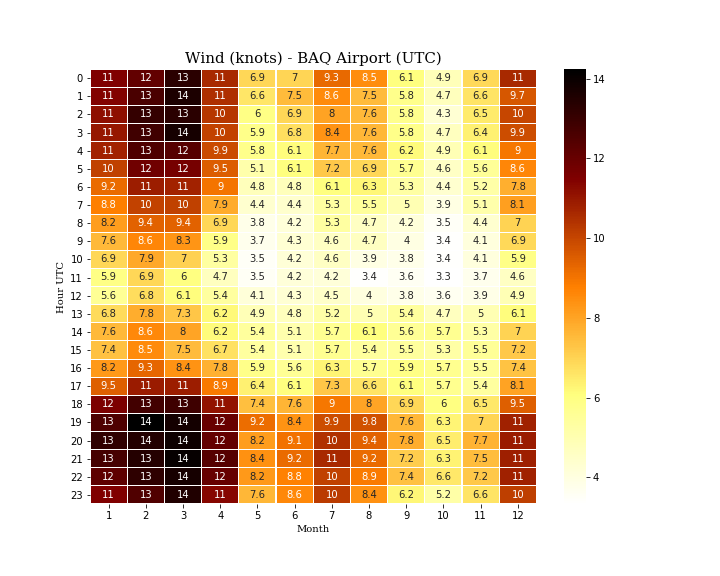 Wind (knots) - BAQ Airport (UTC)
0 11 12 13 11 6.9 7 9.3 8.5 6.1 4.9 6.9 11
1 11 13 14 11 6.6 7.5 8.6 7.5 5.8 4.7 6.6 9.7
2 11 13 13 10 6 6.9 8 7.6 5.8 4.3 6.5 10
3 11 13 14 10 5.9 6.8 8.4 7.6 5.8 4.7 6.4 9.9
4 11 13 12 9.9 5.8 6.1 7.7 7.6 6.2 4.9 6.1 9
5 10 12 12 9.5 5.1 6.1 7.2 6.9 5.7 4.6 5.6 8.6
6 9.2 11 11 9 4.8 4.8 6.1 6.3 5.3 4.4 5.2 7.8
7 8.8 10 10 7.9 4.4 4.4 5.3 5.5 5 3.9 5.1 8.1
8 8.2 9.4 9.4 6.9 3.8 4.2 5.3 4.7 4.2 3.5 4.4 7
9 7.6 8.6 8.3 5.9 3.7 4.3 4.6 4.7 4 3.4 4.1 6.9
10 6.9 7.9 7 5.3 3.5 4.2 4.6 3.9 3.8 3.4 4.1 5.9
11 5.9 6.9 6 4.7 3.5 4.2 4.2 3.4 3.6 3.3 3.7 4.6
12 5.6 6.8 6.1 5.4 4.1 4.3 4.5 4 3.8 3.6 3.9 4.9
13 6.8 7.8 7.3 6.2 4.9 4.8 5.2 5 5.4 4.7 5 6.1
14 7.6 8.6 8 6.2 5.4 5.1 5.7 6.1 5.6 5.7 5.3 7
15 7.4 8.5 7.5 6.7 5.4 5.1 5.7 5.4 5.5 5.3 5.5 7.2
16 8.2 9.3 8.4 7.8 5.9 5.6 6.3 5.7 5.9 5.7 5.5 7.4
17 9.5 11 11 8.9 6.4 6.1 7.3 6.6 6.1 5.7 5.4 8.1
18 12 13 13 11 7.4 7.6 9 8 6.9 6 6.5 9.5
19 13 14 14 12 9.2 8.4 9.9 9.8 7.6 6.3 7 11
20 13 14 14 12 8.2 9.1 10 9.4 7.8 6.5 7.7 11
21 13 13 14 12 8.4 9.2 11 9.2 7.2 6.3 7.5 11
22 12 13 14 12 8.2 8.8 10 8.9 7.4 6.6 7.2 11
23 11 13 14 11 7.6 8.6 10 8.4 6.2 5.2 6.6 10
1 2 3 4 5 6 7 8 9 10 11 12
Month
Hour UTC
14
12
10
8
6
4